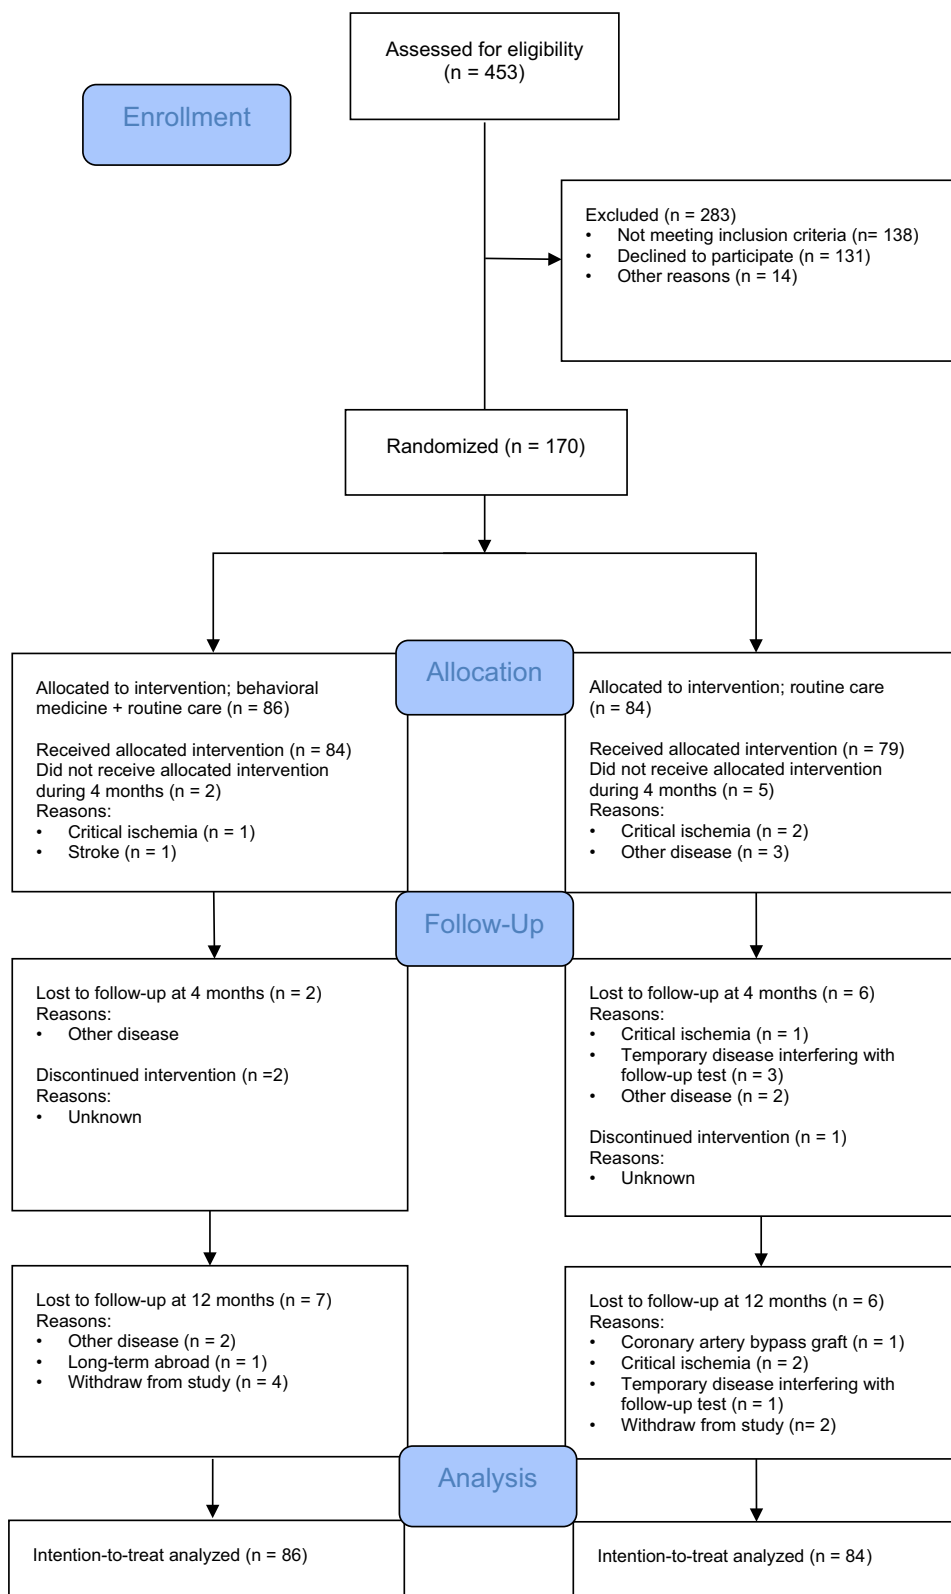 Assessed for eligibility
(n = 453)
Enrollment
Excluded (n = 283)
• Not meeting inclusion criteria (n= 138)
• Declined to participate (n = 131)
• Other reasons (n = 14)
Randomized (n = 170)
Allocation
Allocated to intervention; behavioral
medicine + routine care (n = 86)
Received allocated intervention (n = 84)
Did not receive allocated intervention
during 4 months (n = 2)
Reasons:
• Critical ischemia (n = 1)
• Stroke (n = 1)
Allocated to intervention; routine care
(n = 84)
Received allocated intervention (n = 79)
Did not receive allocated intervention
during 4 months (n = 5)
Reasons:
• Critical ischemia (n = 2)
• Other disease (n = 3)
Follow-Up
Lost to follow-up at 4 months (n = 2)
Reasons:
• Other disease
Discontinued intervention (n =2)
Reasons:
• Unknown
Lost to follow-up at 4 months (n = 6)
Reasons:
• Critical ischemia (n = 1)
• Temporary disease interfering with
follow-up test (n = 3)
• Other disease (n = 2)
Discontinued intervention (n = 1)
Reasons:
• Unknown
Lost to follow-up at 12 months (n = 7)
Reasons:
• Other disease (n = 2)
• Long-term abroad (n = 1)
• Withdraw from study (n = 4)
Lost to follow-up at 12 months (n = 6)
Reasons:
• Coronary artery bypass graft (n = 1)
• Critical ischemia (n = 2)
• Temporary disease interfering with
follow-up test (n = 1)
• Withdraw from study (n= 2)
Analysis
Intention-to-treat analyzed (n = 86)
Intention-to-treat analyzed (n = 84)